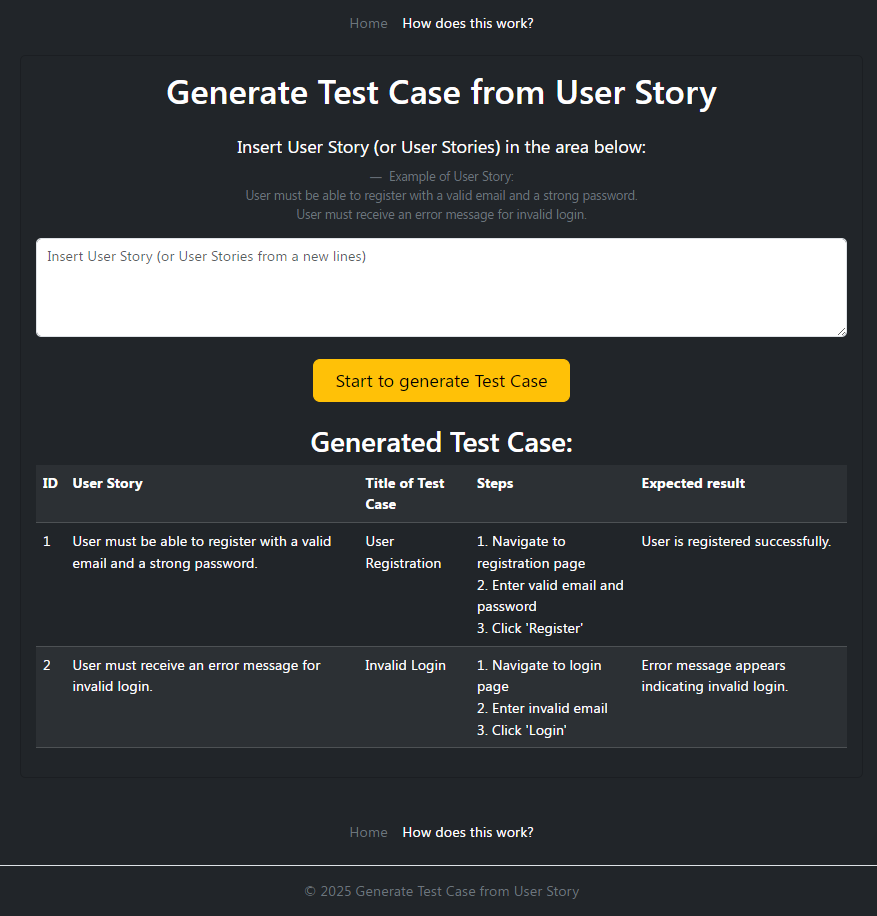 Home How does this work?
Generate Test Case from User Story
Insert User Story (or User Stories) in the area below:
— Example of User Story:
User must be able to register with a valid email and a strong password.
User must receive an error message for invalid login.
Insert User Story (or User Stories from a new lines)
Start to generate Test Case
Generated Test Case:
ID User Story Title of Test Steps Expected result
Case
1 User must be able to register with a valid User 1. Navigate to User is registered successfully.
email and a strong password. Registration registration page
2. Enter valid email and
password
3. Click 'Register'
2 User must receive an error message for Invalid Login 1. Navigate to login Error message appears
invalid login. page indicating invalid login.
2. Enter invalid email
3. Click 'Login'
Home How does this work?
© 2025 Generate Test Case from User Story